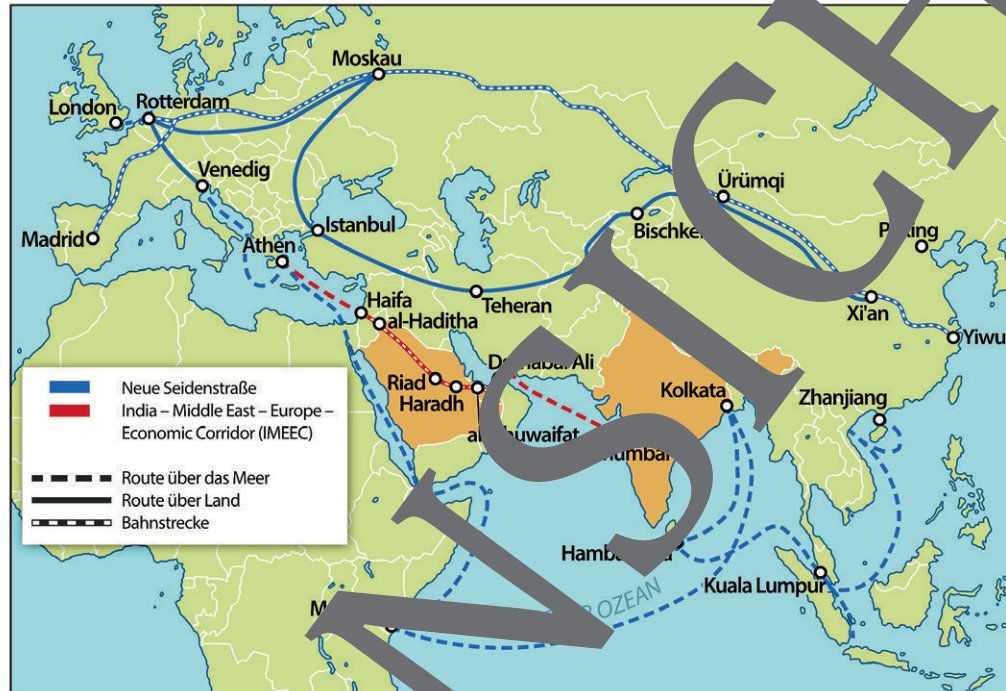 Moskau
London
Rotterdam
Venedig
Ürümqi
Madrid
Athen
Istanbul
Teheran
Xi'an
Yiwu
Haifa
al-Haditha
Riad
Haradh
Ali
Kolkata
Zhanjiang
Kuala Lumpur
OZEAN
Neue Seidenstraße
India – Middle East – Europe –
Economic Corridor (IMEEC)
Route über das Meer
Route über Land
Bahnstrecke